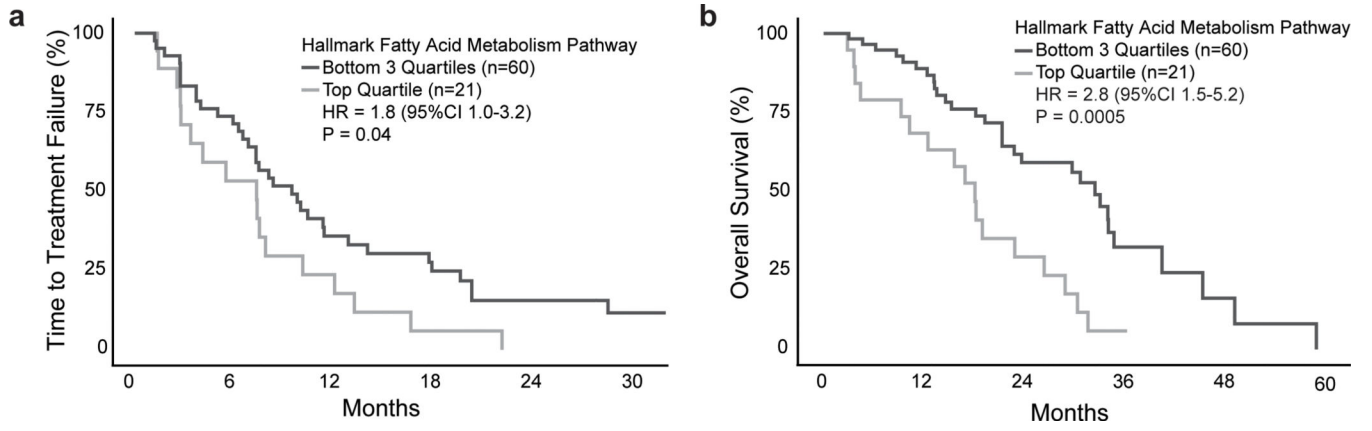 a
Time to Treatment Failure (%)
100
75
50
25
0
Hallmark Fatty Acid Metabolism Pathway
Bottom 3 Quartiles (n=60)
Top Quartile (n=21)
HR = 1.8 (95%CI 1.0-3.2)
P = 0.04
0 6 12 18 24 30
Months
b
Overall Survival (%)
100
75
50
25
0
Hallmark Fatty Acid Metabolism Pathway
Bottom 3 Quartiles (n=60)
Top Quartile (n=21)
HR = 2.8 (95%CI 1.5-5.2)
P = 0.0005
0 12 24 36 48 60
Months